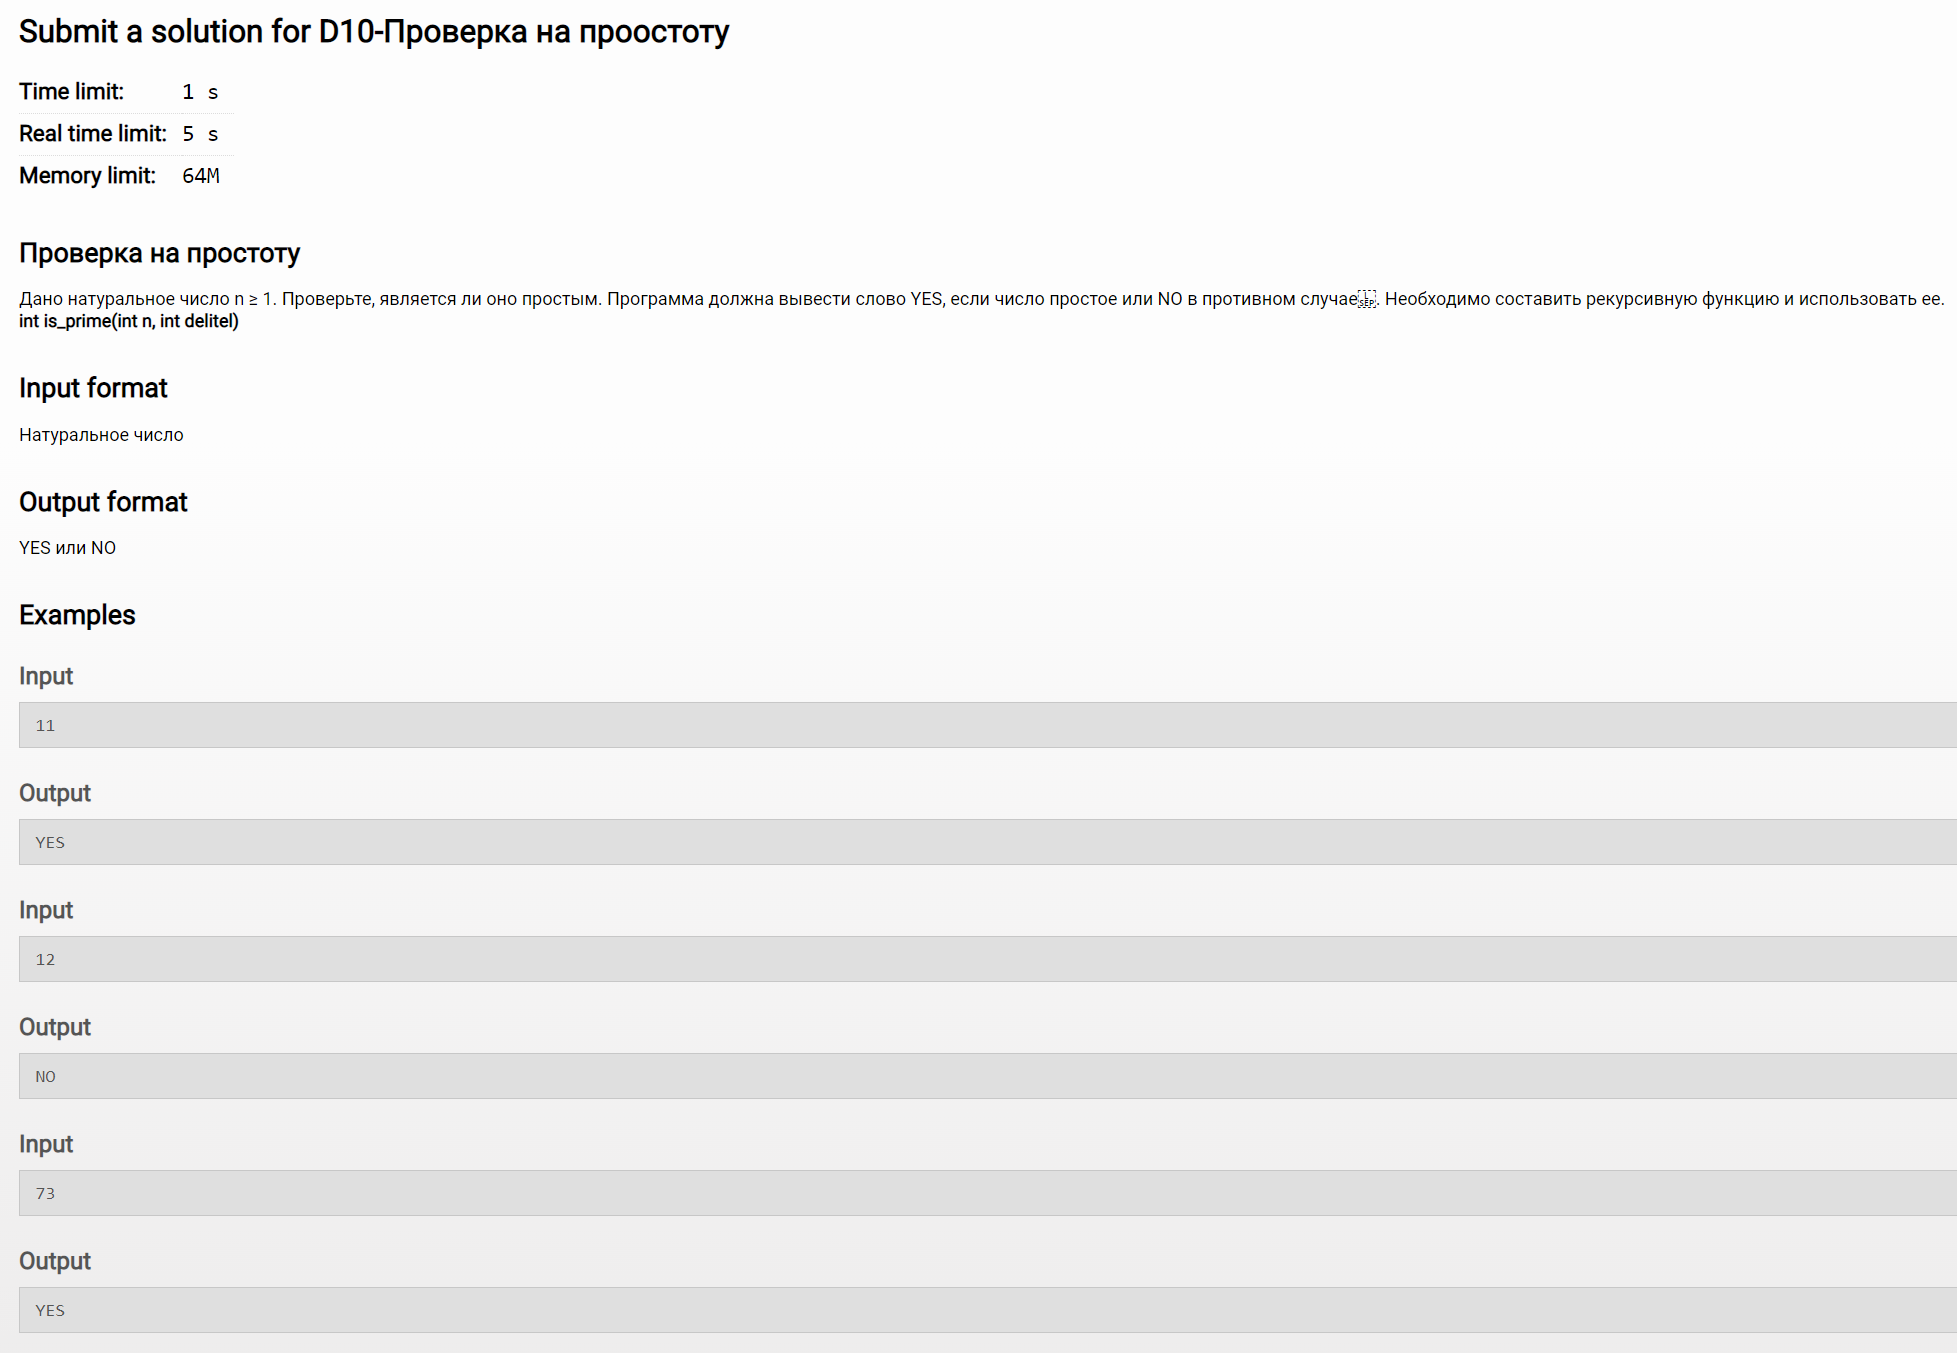 Submit a solution for D10-Проверка на проостоту
Time limit: 1 s
Real time limit: 5 s
Memory limit: 64M
Проверка на простоту
Дано натуральное число n ≥ 1. Проверьте, является ли оно простым. Программа должна вывести слово YES, если число простое или NO в противном случае. Необходимо составить рекурсивную функцию и использовать ее.
int is_prime(int n, int delitel)
Input format
Натуральное число
Output format
YES или NO
Examples
Input
11
Output
YES
Input
12
Output
NO
Input
73
Output
YES